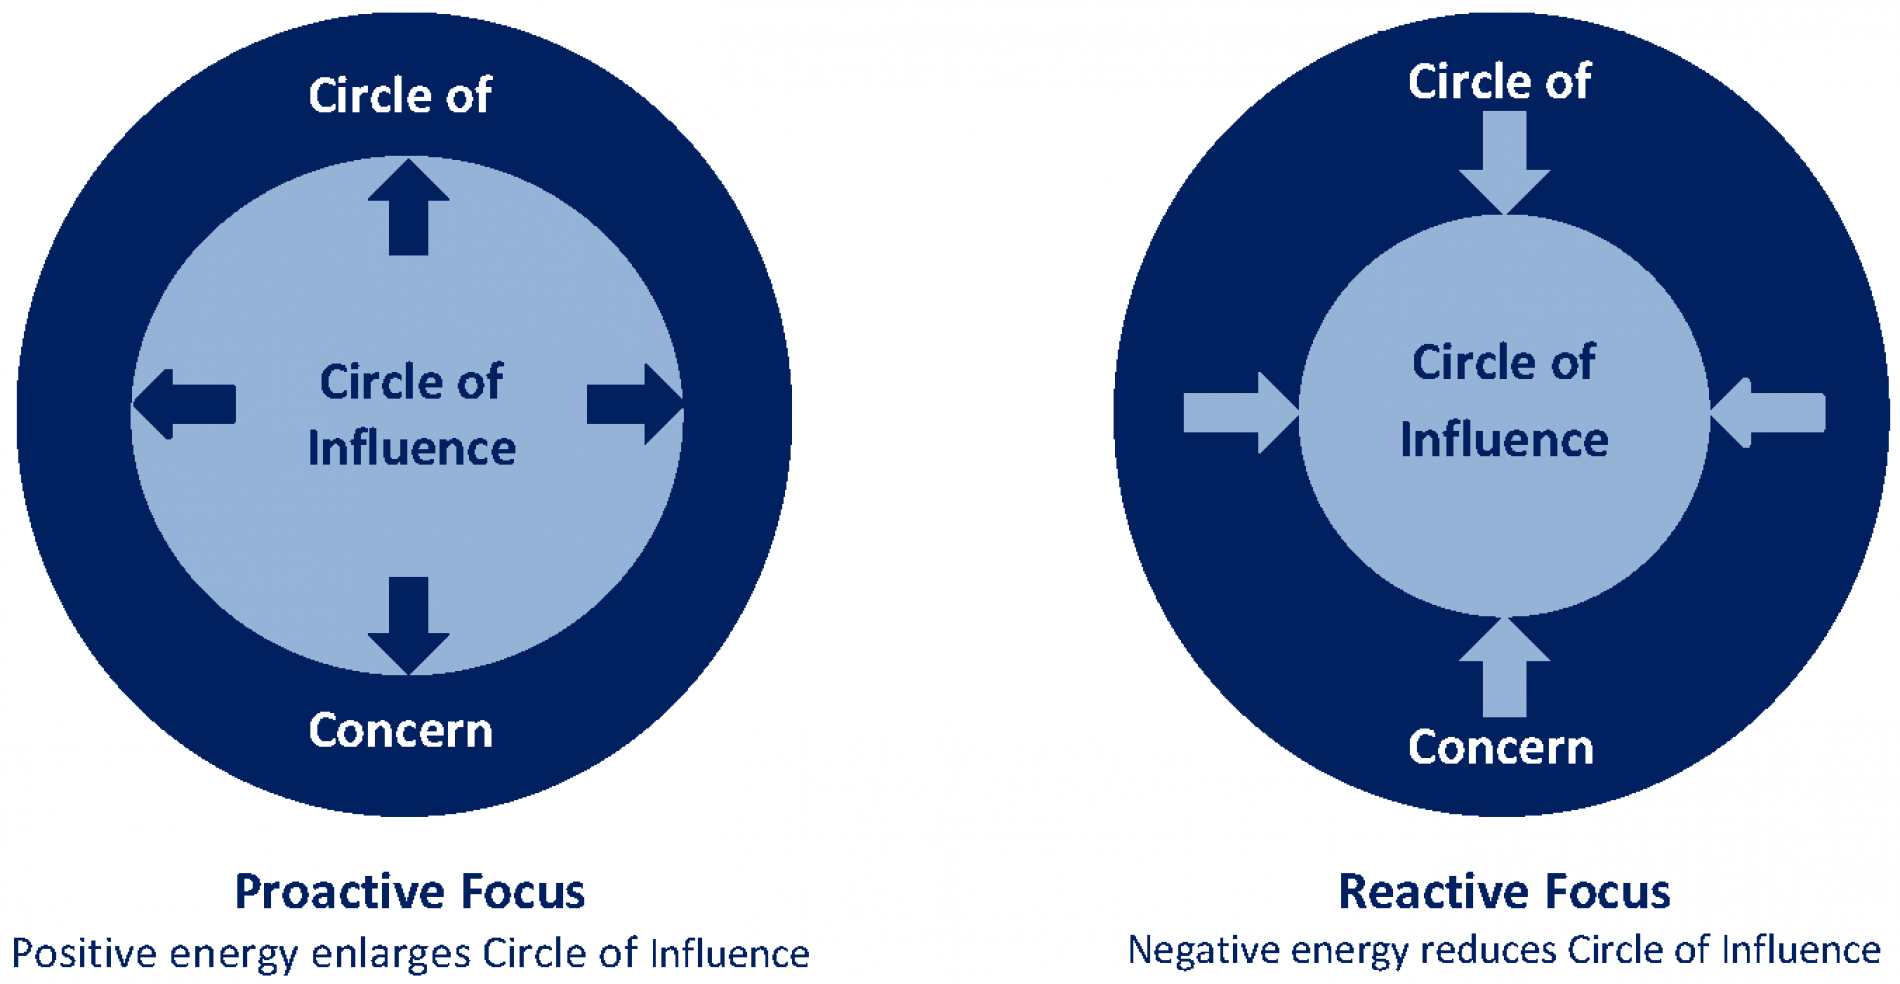 Circle of
Circle of
Influence
Concern
Proactive Focus
Positive energy enlarges Circle of Influence
Circle of
Circle of
Influence
Concern
Reactive Focus
Negative energy reduces Circle of Influence